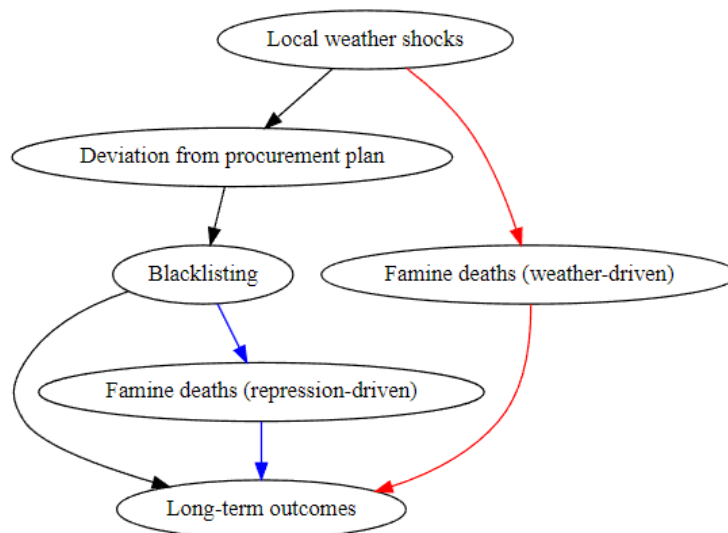 Local weather shocks
Deviation from procurement plan
Blacklisting
Famine deaths (weather-driven)
Famine deaths (repression-driven)
Long-term outcomes